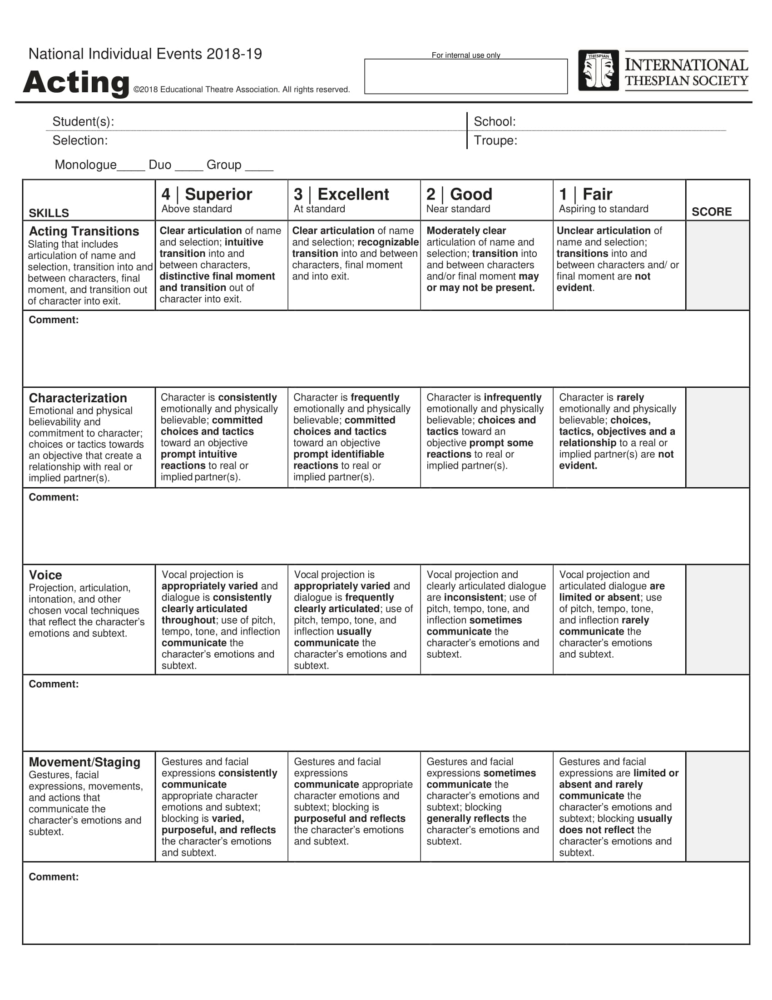 National Individual Events 2018-19
For internal use only
Acting ©2018 Educational Theatre Association. All rights reserved.
THESPIAN
INTERNATIONAL
THESPIAN SOCIETY
Student(s):
School:
Selection:
Troupe:
Monologue____ Duo ____ Group ____
SKILLS
4 | Superior
Above standard
3 | Excellent
At standard
2 | Good
Near standard
1 | Fair
Aspiring to standard
SCORE
Acting Transitions
Slating that includes
articulation of name and
selection, transition into and
between characters, final
moment, and transition out
of character into exit.
Clear articulation of name
and selection; intuitive
transition into and
between characters,
distinctive final moment
and transition out of
character into exit.
Clear articulation of name
and selection; recognizable
transition into and between
characters, final moment
and into exit.
Moderately clear
articulation of name and
selection; transition into
and between characters
and/or final moment may
or may not be present.
Unclear articulation of
name and selection;
transitions into and
between characters and/ or
final moment are not
evident.
Comment:
Characterization
Emotional and physical
believability and
commitment to character;
choices or tactics towards
an objective that create a
relationship with real or
implied partner(s).
Character is consistently
emotionally and physically
believable; committed
choices and tactics
toward an objective
prompt intuitive
reactions to real or
implied partner(s).
Character is frequently
emotionally and physically
believable; committed
choices and tactics
toward an objective
prompt identifiable
reactions to real or
implied partner(s).
Character is infrequently
emotionally and physically
believable; choices and
tactics toward an
objective prompt some
reactions to real or
implied partner(s).
Character is rarely
emotionally and physically
believable; choices,
tactics, objectives and a
relationship to a real or
implied partner(s) are not
evident.
Comment:
Voice
Projection, articulation,
intonation, and other
chosen vocal techniques
that reflect the character’s
emotions and subtext.
Vocal projection is
appropriately varied and
dialogue is consistently
clearly articulated
throughout; use of pitch,
tempo, tone, and inflection
communicate the
character’s emotions and
subtext.
Vocal projection is
appropriately varied and
dialogue is frequently
clearly articulated; use of
pitch, tempo, tone, and
inflection usually
communicate the
character’s emotions and
subtext.
Vocal projection and
clearly articulated dialogue
are inconsistent; use of
pitch, tempo, tone, and
inflection sometimes
communicate the
character’s emotions and
subtext.
Vocal projection and
articulated dialogue are
limited or absent; use
of pitch, tempo, tone,
and inflection rarely
communicate the
character’s emotions
and subtext.
Comment:
Movement/Staging
Gestures, facial
expressions, movements,
and actions that
communicate the
character’s emotions and
subtext.
Gestures and facial
expressions consistently
communicate
appropriate character
emotions and subtext;
blocking is varied,
purposeful, and reflects
the character’s emotions
and subtext.
Gestures and facial
expressions
communicate appropriate
character emotions and
subtext; blocking is
purposeful and reflects
the character’s emotions
and subtext.
Gestures and facial
expressions sometimes
communicate the
character’s emotions and
subtext; blocking
generally reflects the
character’s emotions and
subtext.
Gestures and facial
expressions are limited or
absent and rarely
communicate the
character’s emotions and
subtext; blocking usually
does not reflect the
character’s emotions and
subtext.
Comment: